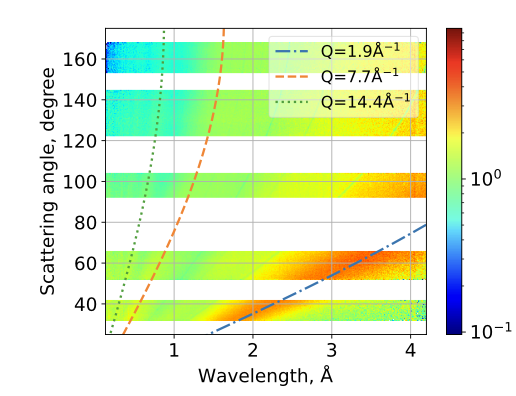 Q=1.9Å⁻¹
Q=7.7Å⁻¹
Q=14.4Å⁻¹
160
140
120
100
80
60
40
Scattering angle, degree
1 2 3 4
Wavelength, Å
10⁰
10⁻¹